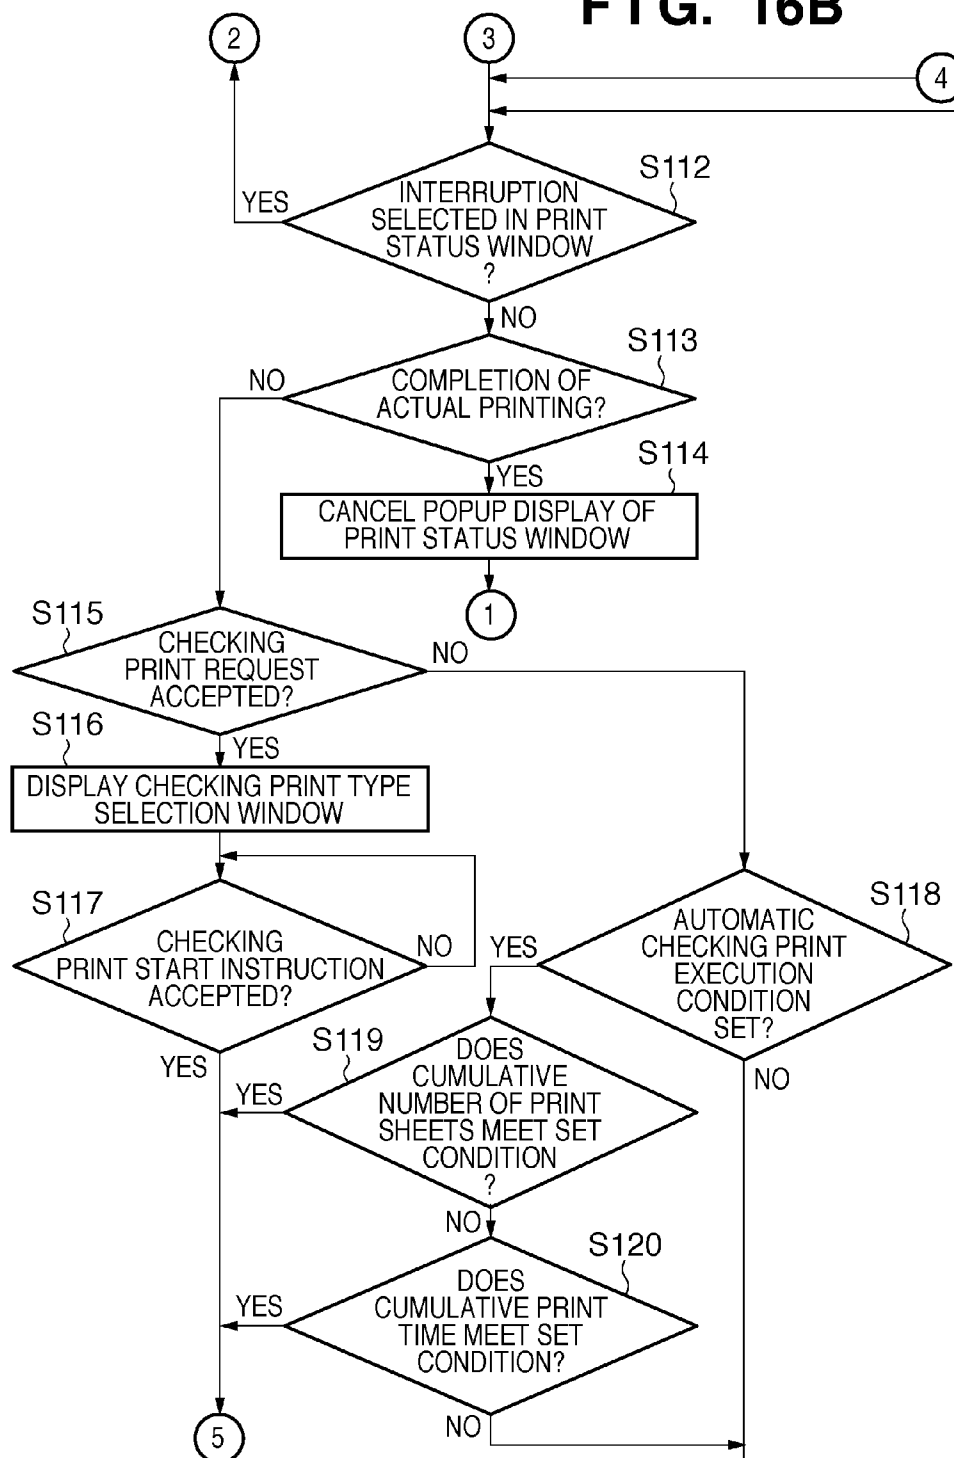 FIG. 16B
2
3
4
S112
INTERRUPTION
SELECTED IN PRINT
STATUS WINDOW
?
YES
NO
S113
COMPLETION OF
ACTUAL PRINTING?
NO
YES
S114
CANCEL POPUP DISPLAY OF
PRINT STATUS WINDOW
1
S115
CHECKING
PRINT REQUEST
ACCEPTED?
NO
YES
S116
DISPLAY CHECKING PRINT TYPE
SELECTION WINDOW
S117
CHECKING
PRINT START INSTRUCTION
ACCEPTED?
NO
YES
S118
AUTOMATIC
CHECKING PRINT
EXECUTION
CONDITION
SET?
YES
NO
S119
DOES
CUMULATIVE
NUMBER OF PRINT
SHEETS MEET SET
CONDITION
?
YES
NO
S120
DOES
CUMULATIVE PRINT
TIME MEET SET
CONDITION?
YES
NO
5